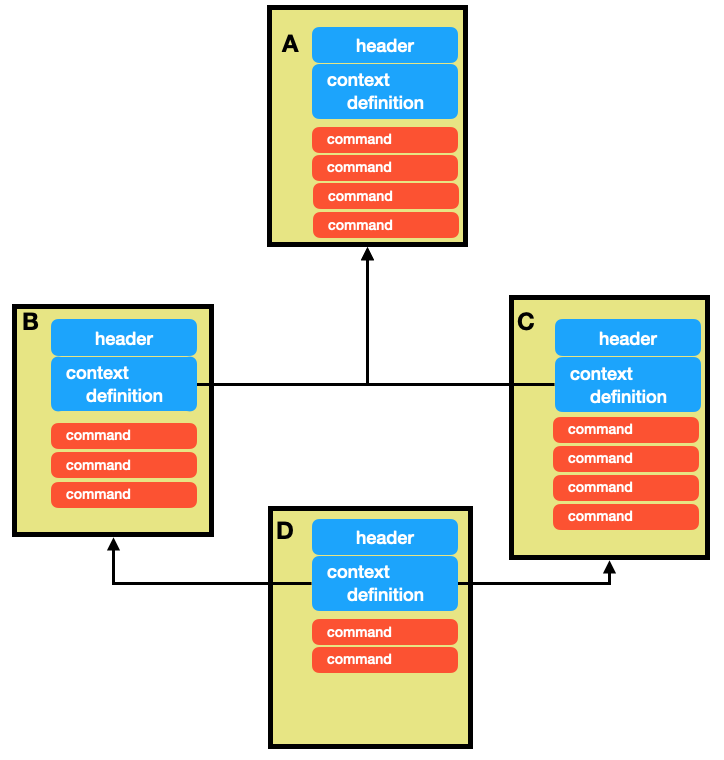 A
header
context
definition
command
command
command
command
B
header
context
definition
command
command
command
C
header
context
definition
command
command
command
command
D
header
context
definition
command
command